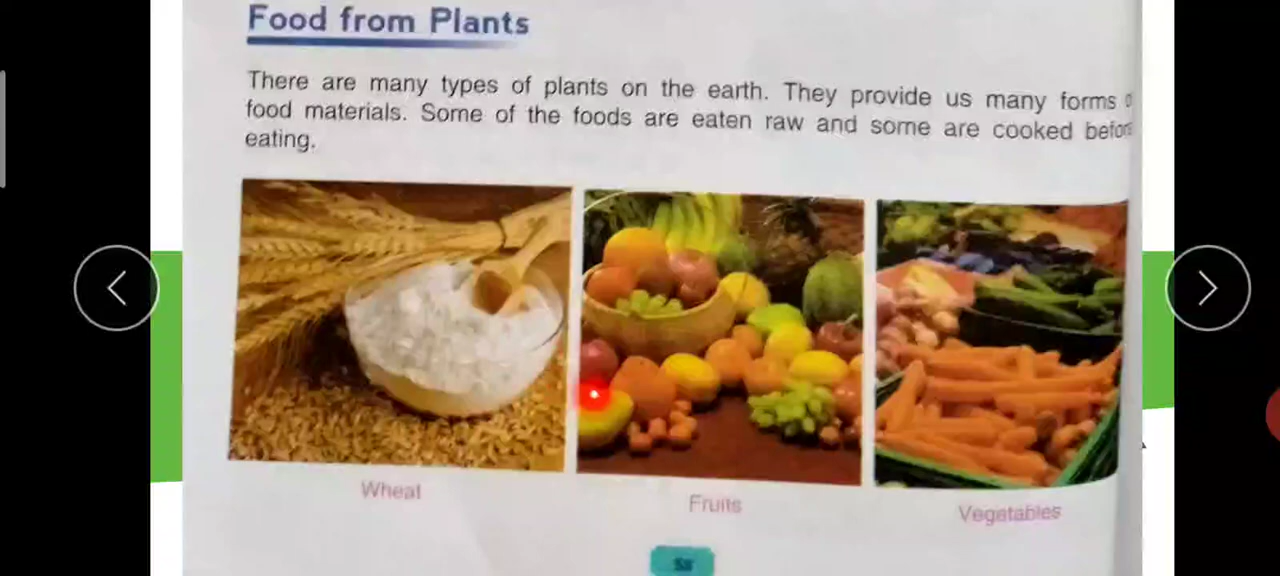 Food from Plants
There are many types of plants on the earth. They provide us many forms
food materials. Some of the foods are eaten raw and some are cooked
eating.
Wheat
Fruits
Vegetables